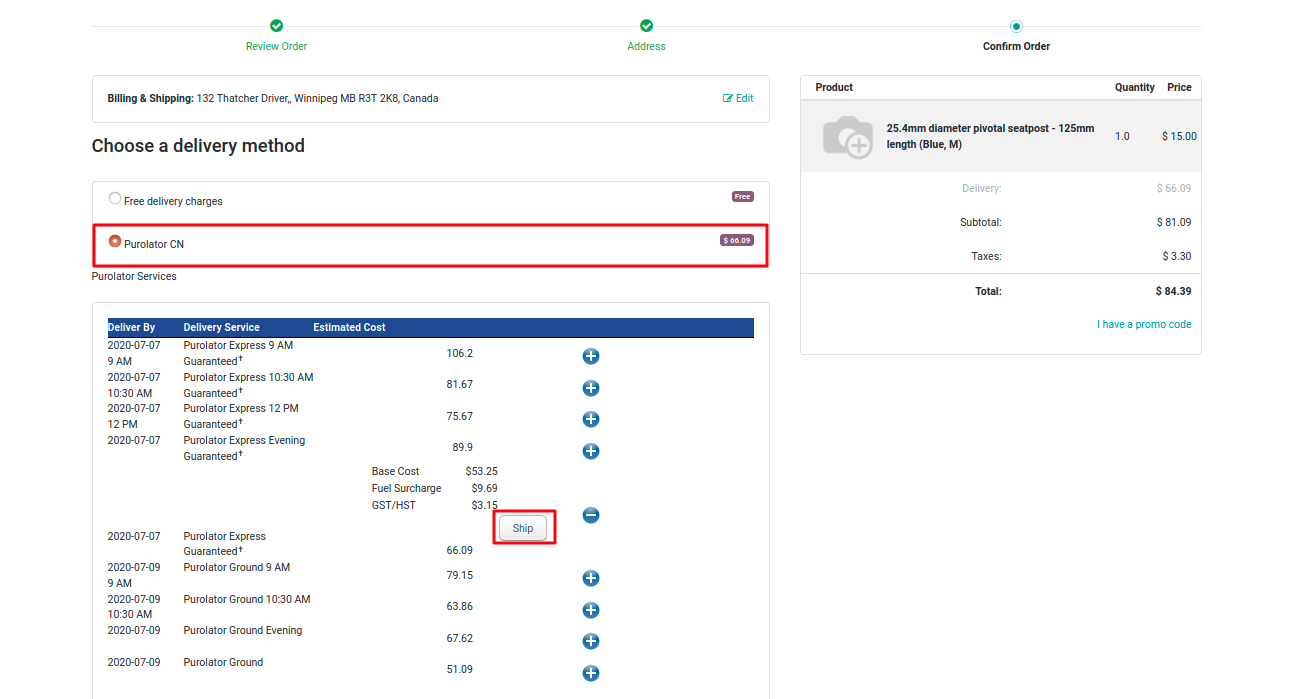 Review Order
Address
Confirm Order
Billing & Shipping: 132 Thatcher Driver,, Winnipeg MB R3T 2K8, Canada
Edit
Choose a delivery method
Free delivery charges
Free
Purolator CN
$ 66.09
Purolator Services
Deliver By Delivery Service Estimated Cost
2020-07-07 Purolator Express 9 AM
9 AM Guaranteed†
106.2
2020-07-07 Purolator Express 10:30 AM
10:30 AM Guaranteed†
81.67
2020-07-07 Purolator Express 12 PM
12 PM Guaranteed†
75.67
2020-07-07 Purolator Express Evening
Guaranteed†
89.9
Base Cost $53.25
Fuel Surcharge $9.69
GST/HST $3.15
Ship
2020-07-07 Purolator Express
Guaranteed†
66.09
2020-07-09 Purolator Ground 9 AM
9 AM
79.15
2020-07-09 Purolator Ground 10:30 AM
10:30 AM
63.86
2020-07-09 Purolator Ground Evening
67.62
2020-07-09 Purolator Ground
51.09
Product Quantity Price
25.4mm diameter pivotal seatpost - 125mm
length (Blue, M)
1.0 $ 15.00
Delivery: $ 66.09
Subtotal: $ 81.09
Taxes: $ 3.30
Total: $ 84.39
I have a promo code